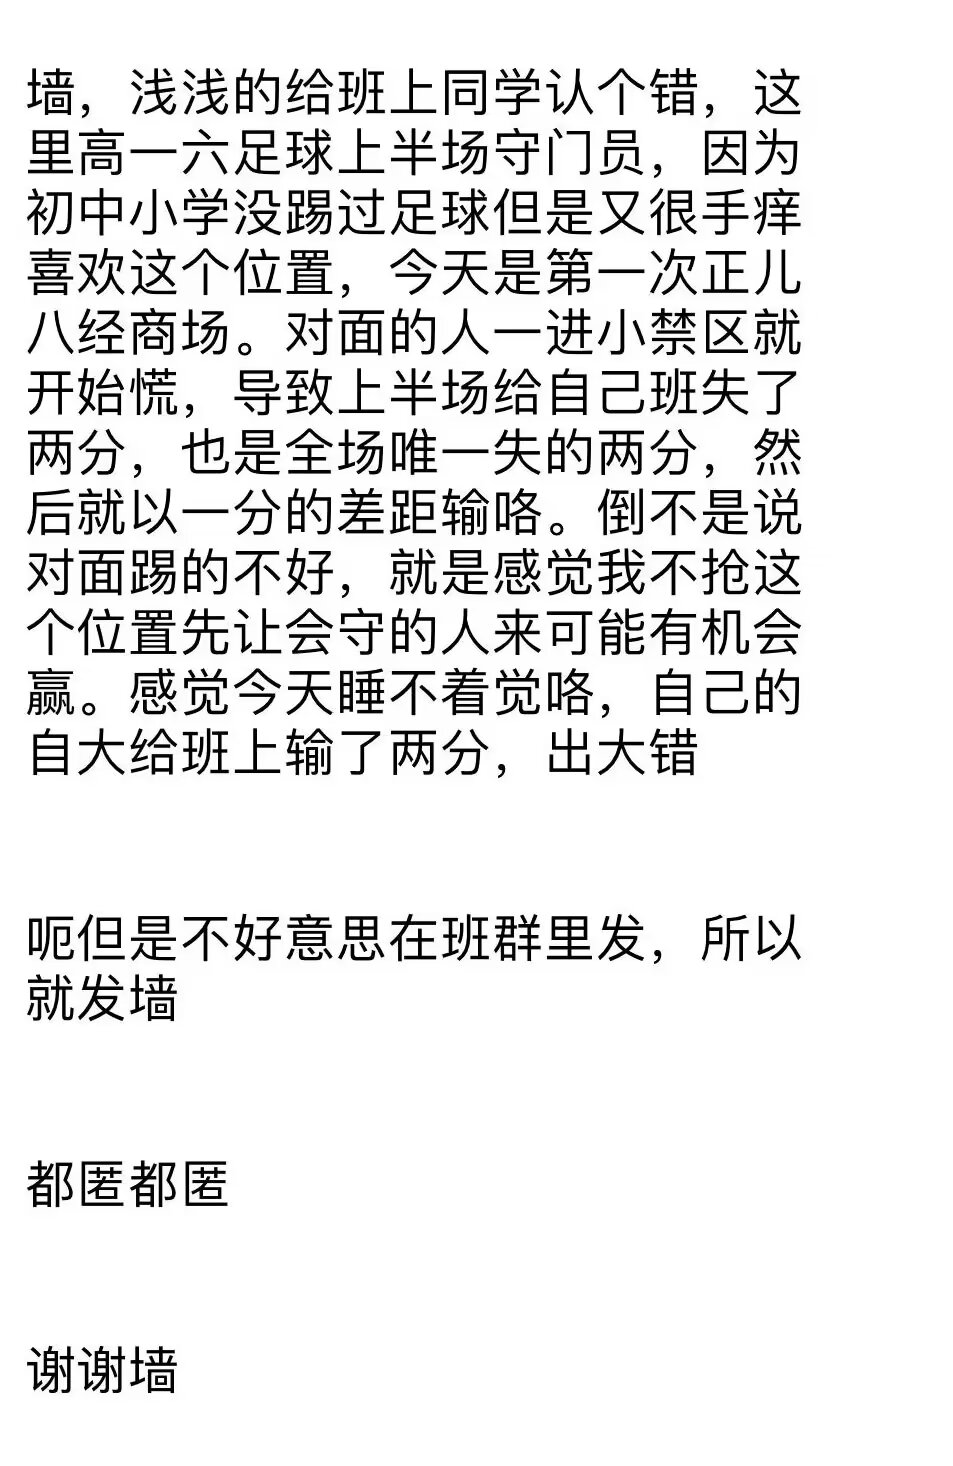 墙，浅浅的给班上同学认个错，这
里高一六足球上半场守门员，因为
初中小学没踢过足球但是又很手痒
喜欢这个位置，今天是第一次正儿
八经商场。对面的人一进小禁区就
开始慌，导致上半场给自己班失了
两分，也是全场唯一失的两分，然
后就以一分的差距输咯。倒不是说
对面踢的不好，就是感觉我不抢这
个位置先让会守的人来可能有机会
赢。感觉今天睡不着觉咯，自己的
自大给班上输了两分，出大错
呃但是不好意思在班群里发，所以
就发墙
都匿都匿
谢谢墙